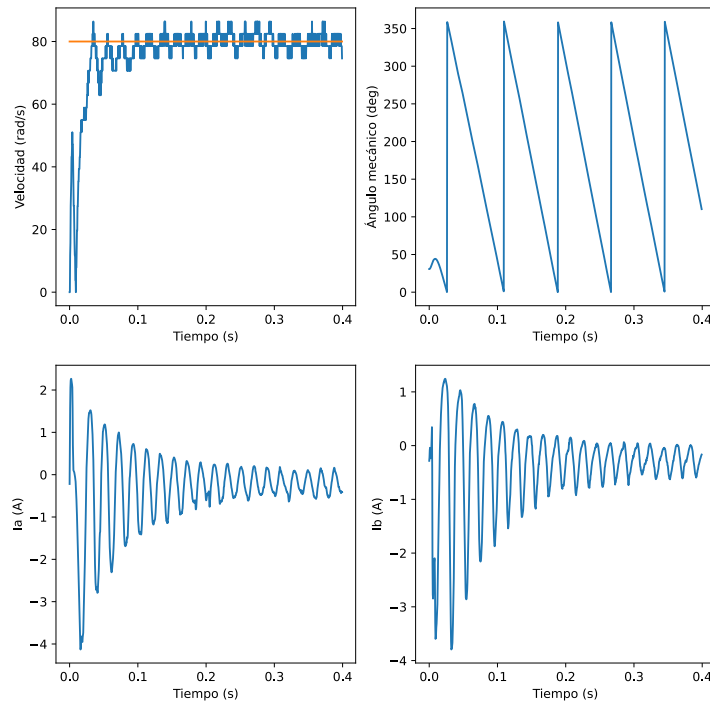 Velocidad (rad/s)
80
60
40
20
0
0.0 0.1 0.2 0.3 0.4
Tiempo (s)
Ángulo mecánico (deg)
350
300
250
200
150
100
50
0
0.0 0.1 0.2 0.3 0.4
Tiempo (s)
Ia (A)
2
1
0
−1
−2
−3
−4
0.0 0.1 0.2 0.3 0.4
Tiempo (s)
Ib (A)
1
0
−1
−2
−3
−4
0.0 0.1 0.2 0.3 0.4
Tiempo (s)